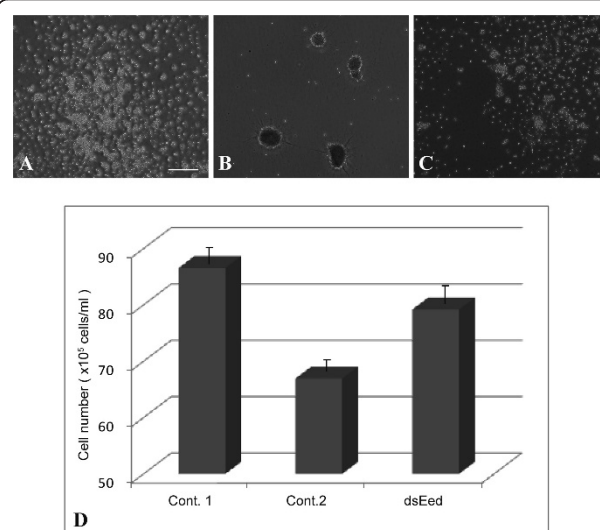 A
B
C
90
80
70
60
50
Cell number ( x10⁵ cells/ml )
Cont. 1
Cont.2
dsEed
D